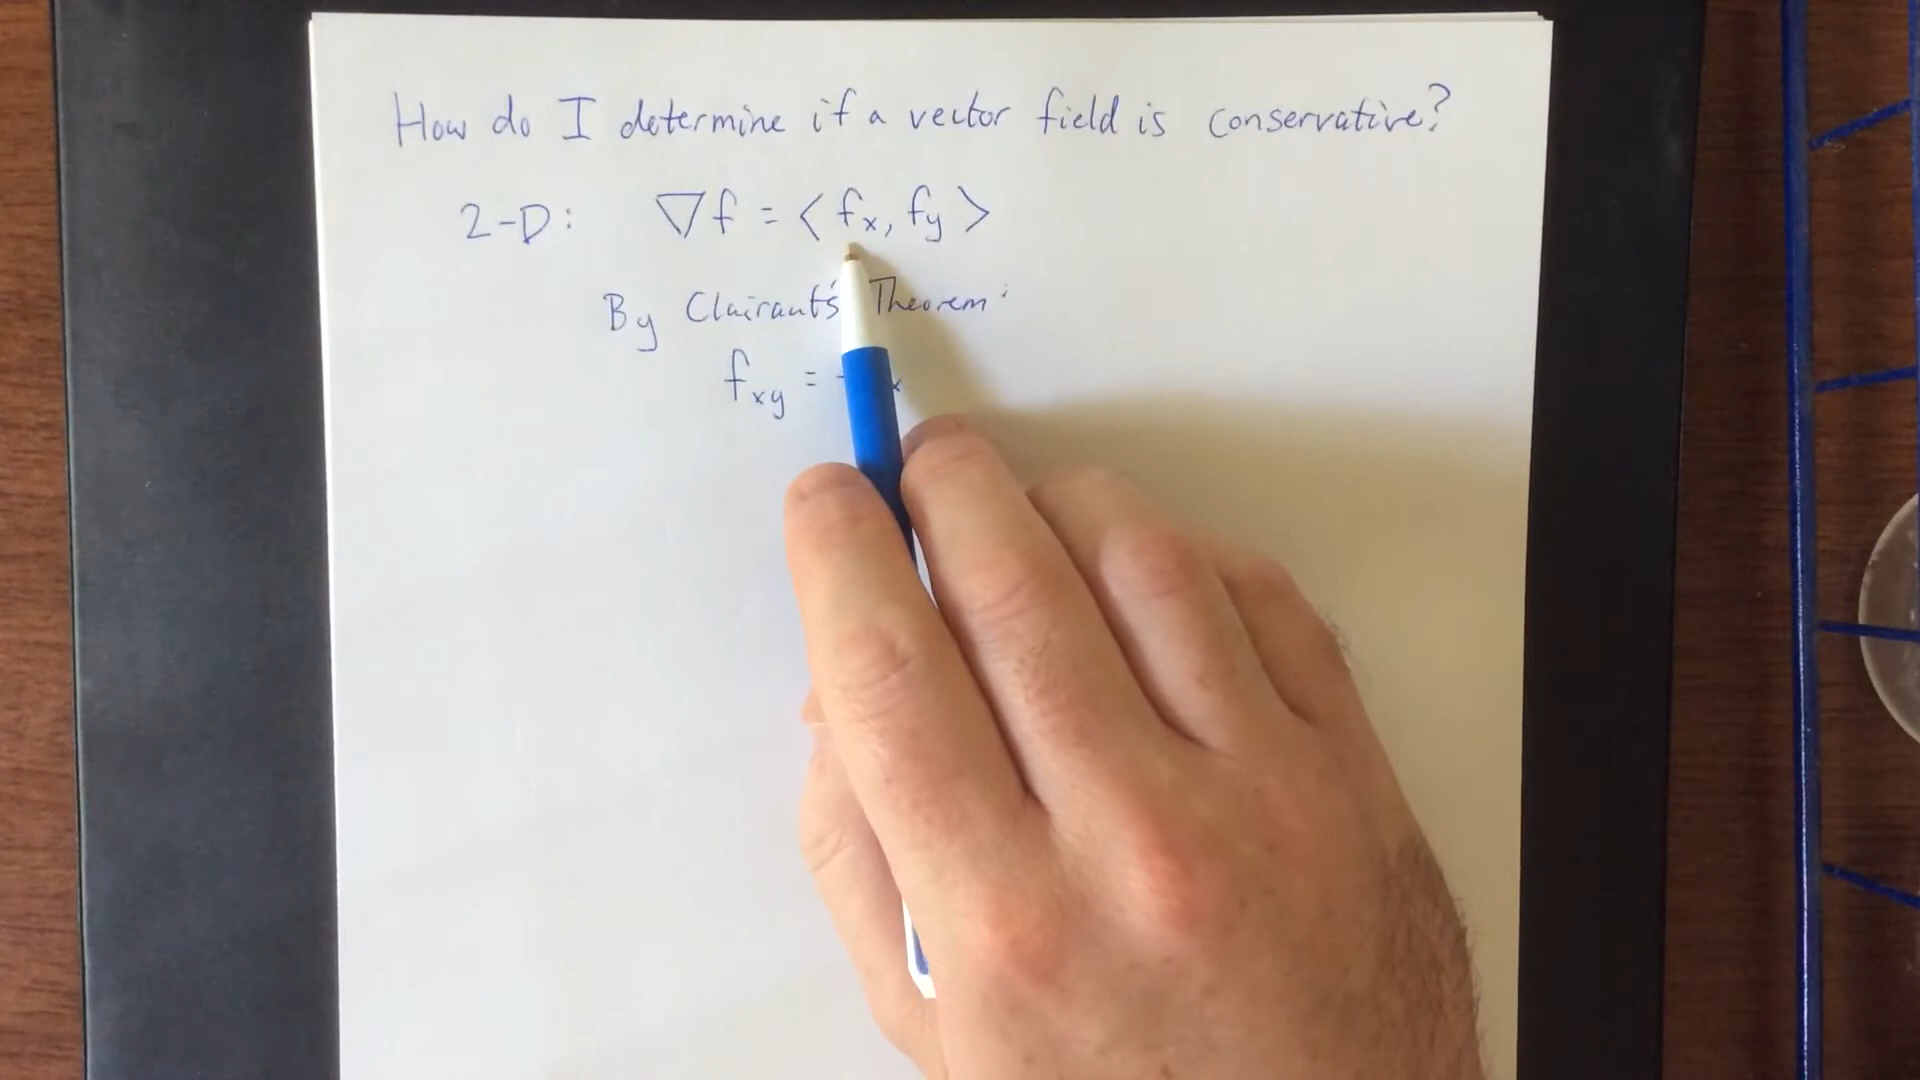 How do I determine if a vector field is conservative?
2-D: ∇f = <fx, fy>
By Clairaut's Theorem:
fxy =